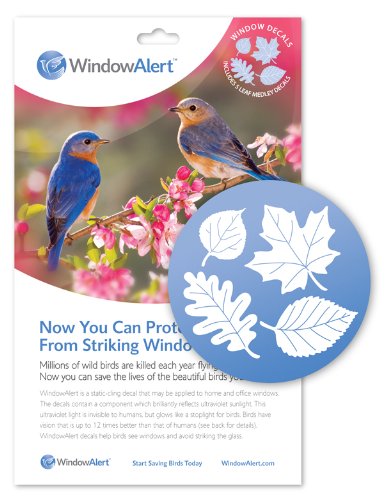 WindowAlert™
WINDOW DECALS
INCLUDES 5 LEAF MEDLEY DECALS
Now You Can Prote
From Striking Windo
Millions of wild birds are killed each year flying
Now you can save the lives of the beautiful birds yo
WindowAlert is a static-cling decal that may be applied to home and office windows.
The decals contain a component which brilliantly reflects ultraviolet sunlight. This
ultraviolet light is invisible to humans, but glows like a stoplight for birds. Birds have
vision that is up to 12 times better than that of humans (see back for details).
WindowAlert decals help birds see windows and avoid striking the glass.
WindowAlert™
Start Saving Birds Today
WindowAlert.com